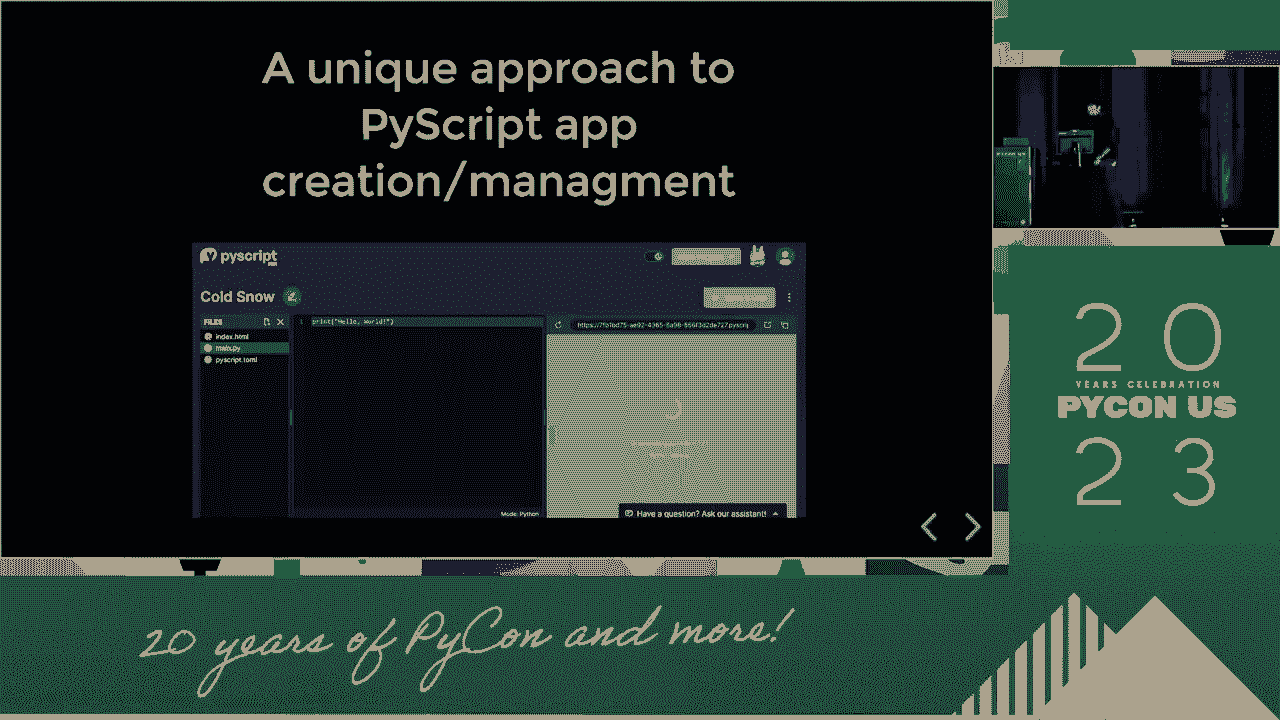 A unique approach to
PyScript app
creation/managment
pyscript
Cold Snow
FILES
index.html
main.py
pyscript.toml
print("Hello, world!")
Mode: Python
Have a question? Ask our assistant!
20
YEARS CELEBRATION
PYCON US
23
20 years of PyCon and more!